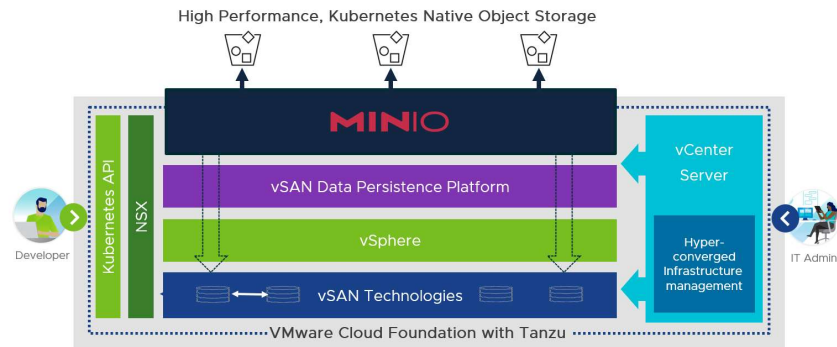 High Performance, Kubernetes Native Object Storage
MINIO
Kubernetes API
NSX
vSAN Data Persistence Platform
vSphere
vSAN Technologies
vCenter
Server
Hyper-
converged
Infrastructure
management
Developer
IT Admin
VMware Cloud Foundation with Tanzu